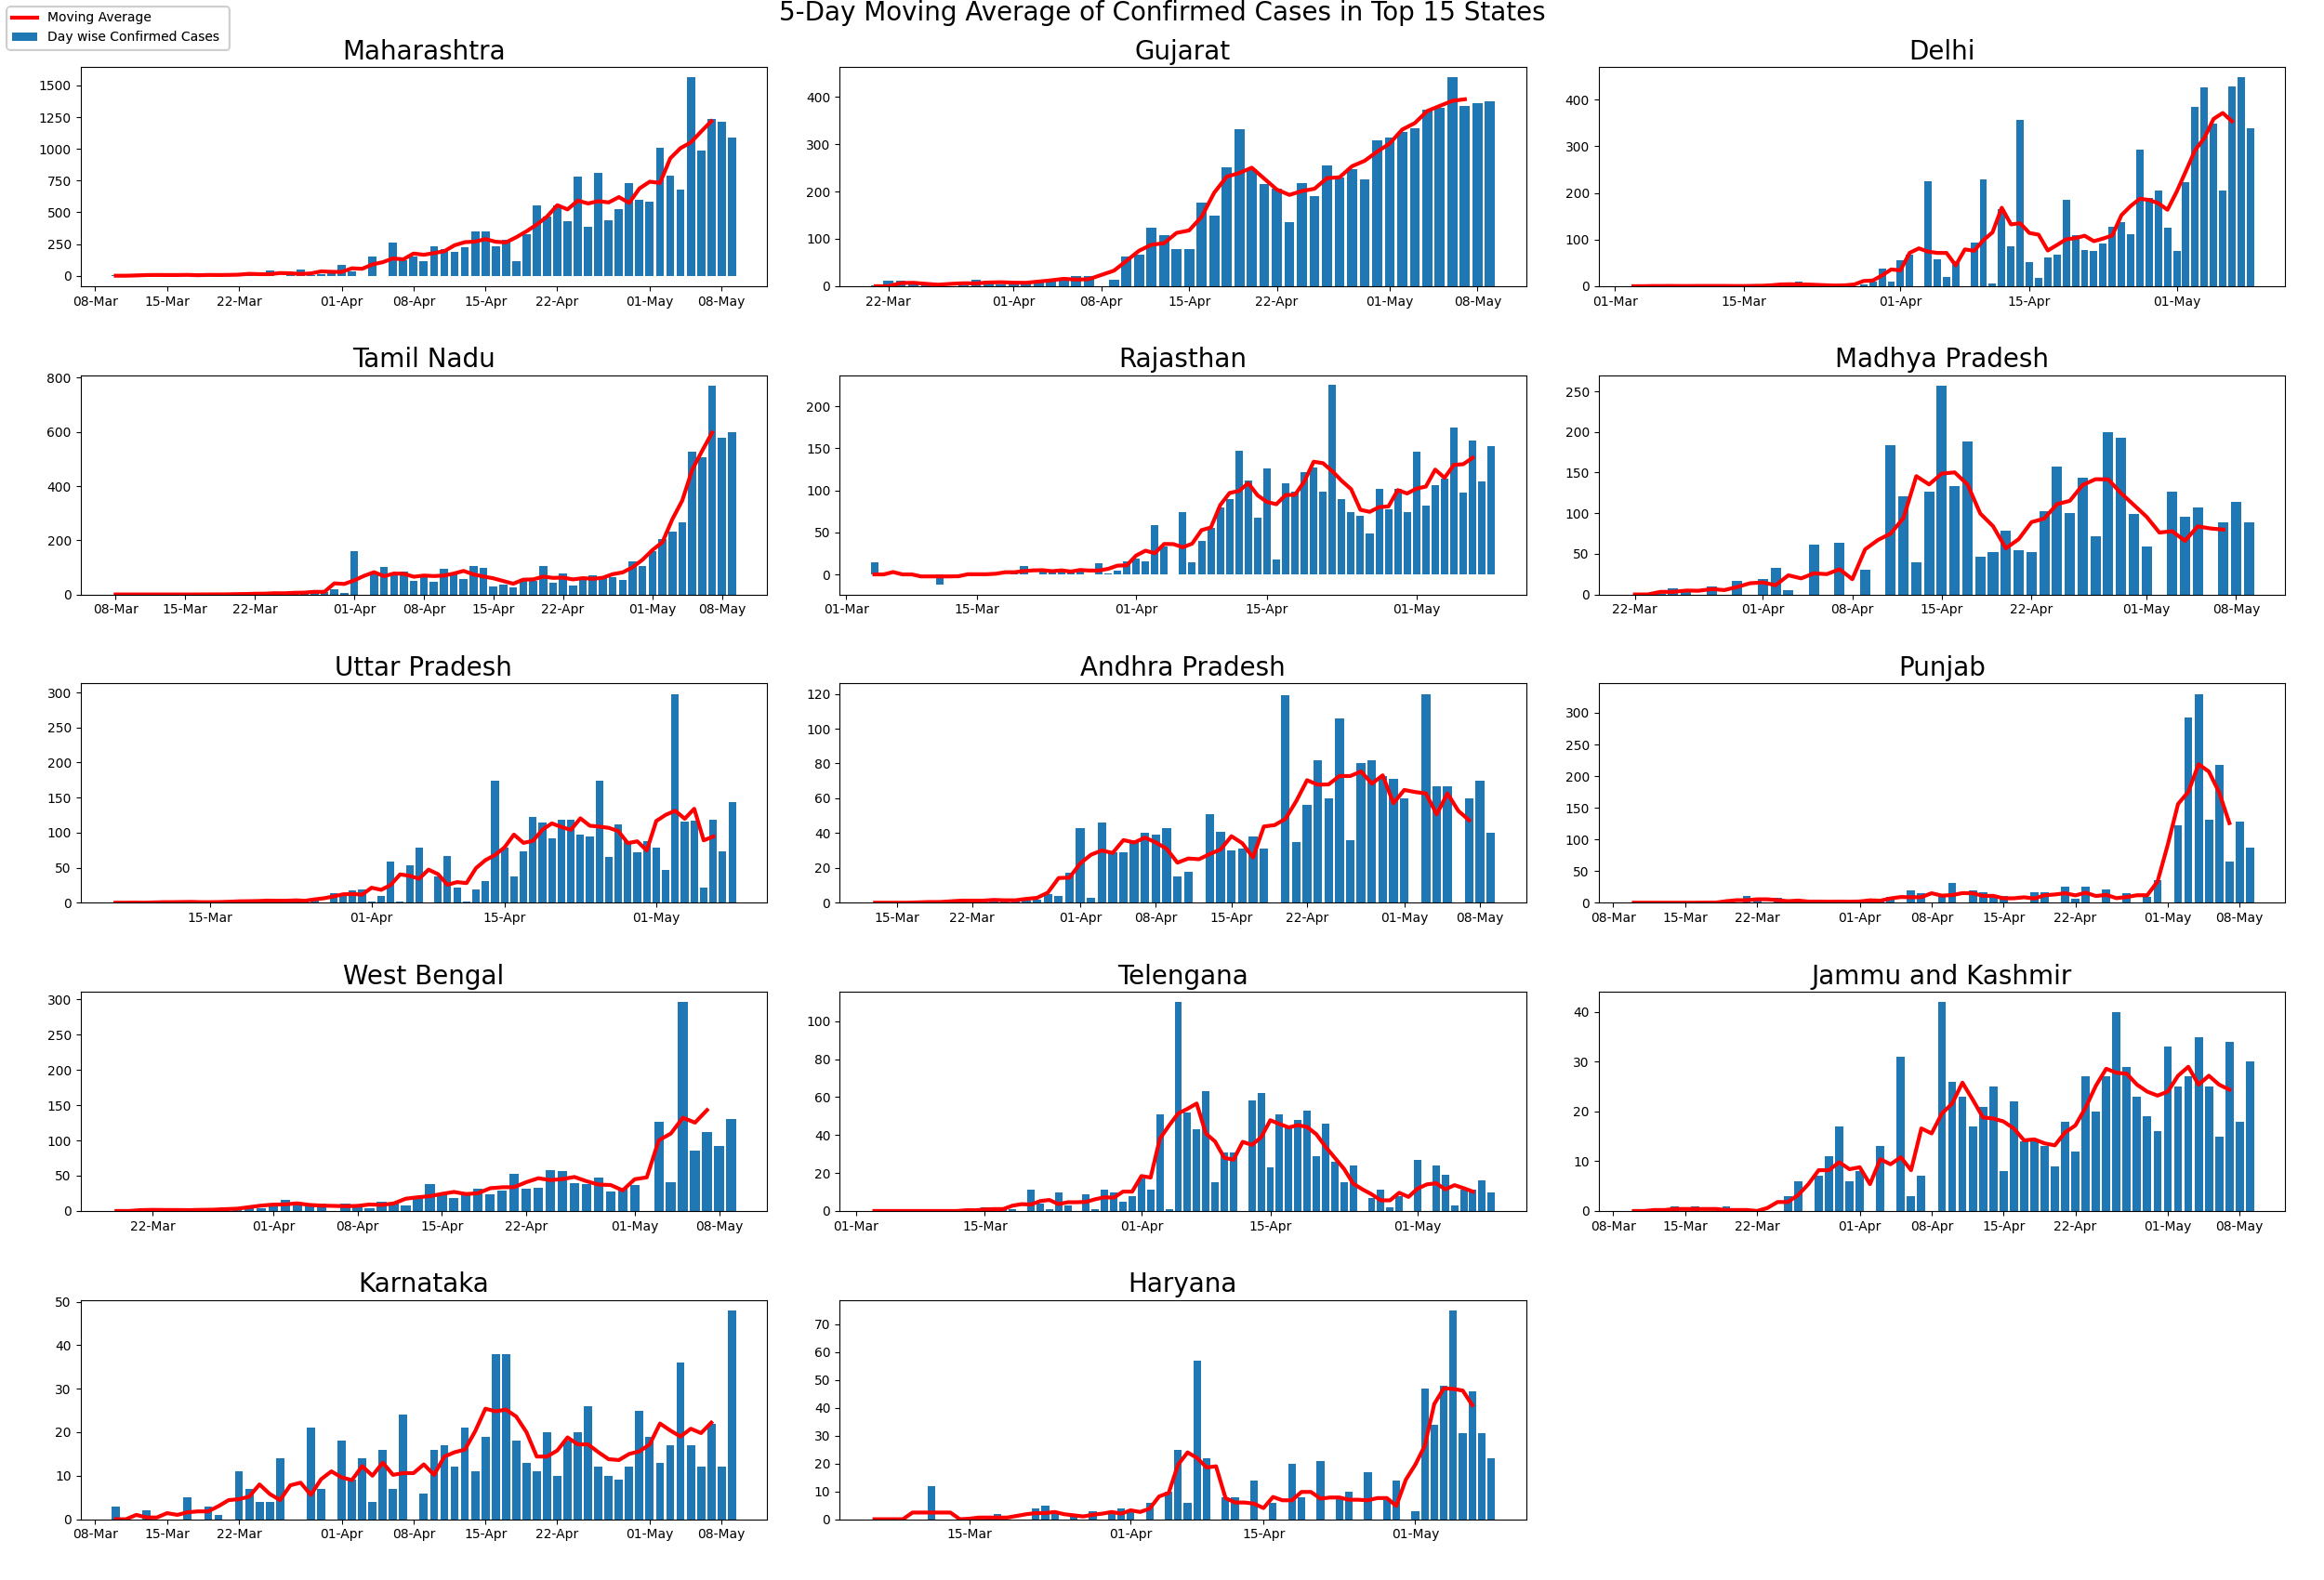 5-Day Moving Average of Confirmed Cases in Top 15 States
Moving Average
Day wise Confirmed Cases
Maharashtra
1500
1250
1000
750
500
250
0
08-Mar 15-Mar 22-Mar 01-Apr 08-Apr 15-Apr 22-Apr 01-May 08-May
Gujarat
400
300
200
100
0
22-Mar 01-Apr 08-Apr 15-Apr 22-Apr 01-May 08-May
Delhi
400
300
200
100
0
01-Mar 15-Mar 01-Apr 15-Apr 01-May
Tamil Nadu
800
600
400
200
0
08-Mar 15-Mar 22-Mar 01-Apr 08-Apr 15-Apr 22-Apr 01-May 08-May
Rajasthan
200
150
100
50
0
01-Mar 15-Mar 01-Apr 15-Apr 01-May
Madhya Pradesh
250
200
150
100
50
0
22-Mar 01-Apr 08-Apr 15-Apr 22-Apr 01-May 08-May
Uttar Pradesh
300
250
200
150
100
50
0
15-Mar 01-Apr 15-Apr 01-May
Andhra Pradesh
120
100
80
60
40
20
0
15-Mar 22-Mar 01-Apr 08-Apr 15-Apr 22-Apr 01-May 08-May
Punjab
300
250
200
150
100
50
0
08-Mar 15-Mar 22-Mar 01-Apr 08-Apr 15-Apr 22-Apr 01-May 08-May
West Bengal
300
250
200
150
100
50
0
22-Mar 01-Apr 08-Apr 15-Apr 22-Apr 01-May 08-May
Telengana
100
80
60
40
20
0
01-Mar 15-Mar 01-Apr 15-Apr 01-May
Jammu and Kashmir
40
30
20
10
0
08-Mar 15-Mar 22-Mar 01-Apr 08-Apr 15-Apr 22-Apr 01-May 08-May
Karnataka
50
40
30
20
10
0
08-Mar 15-Mar 22-Mar 01-Apr 08-Apr 15-Apr 22-Apr 01-May 08-May
Haryana
70
60
50
40
30
20
10
0
15-Mar 01-Apr 15-Apr 01-May